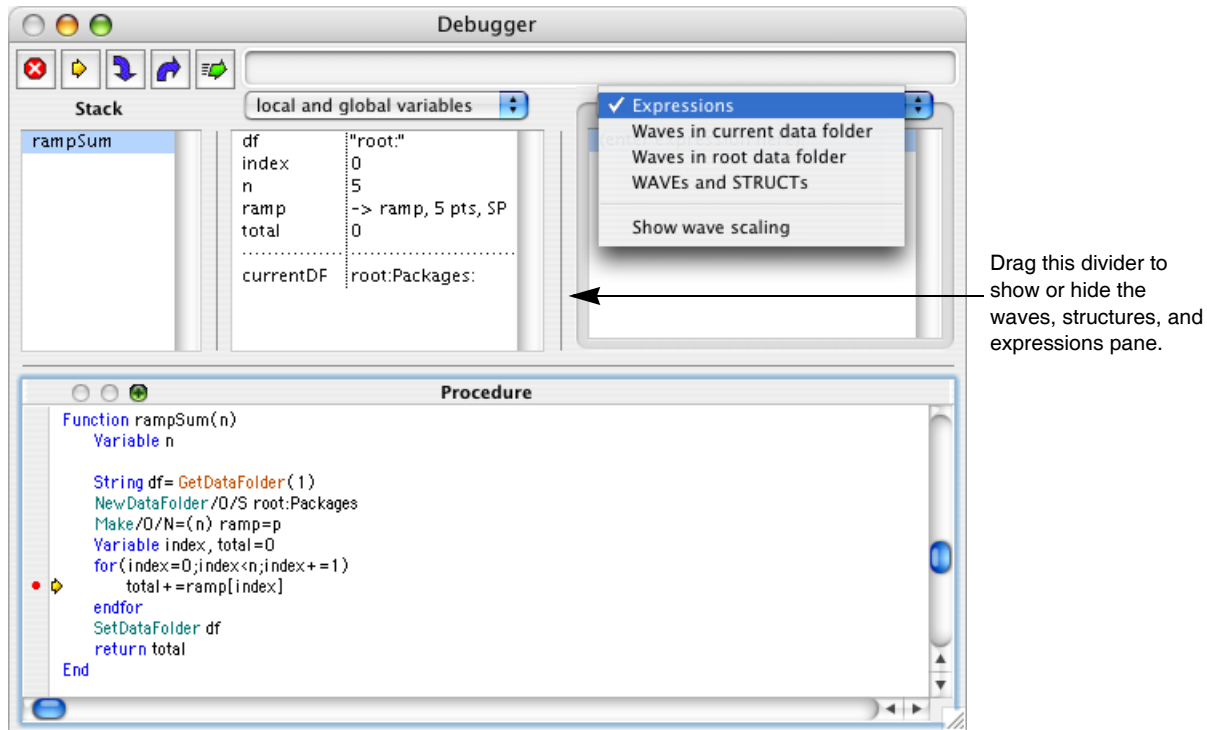 Debugger
Stack
local and global variables
✓ Expressions
Waves in current data folder
Waves in root data folder
WAVEs and STRUCTs
Show wave scaling
rampSum
df "root:"
index 0
n 5
ramp -> ramp, 5 pts, SP
total 0
currentDF root:Packages:
Drag this divider to
show or hide the
waves, structures, and
expressions pane.
Procedure
Function rampSum(n)
Variable n
String df= GetDataFolder(1)
NewDataFolder/O/S root:Packages
Make/O/N=(n) ramp=p
Variable index, total=0
for(index=0;index<n;index+=1)
total+=ramp[index]
endfor
SetDataFolder df
return total
End